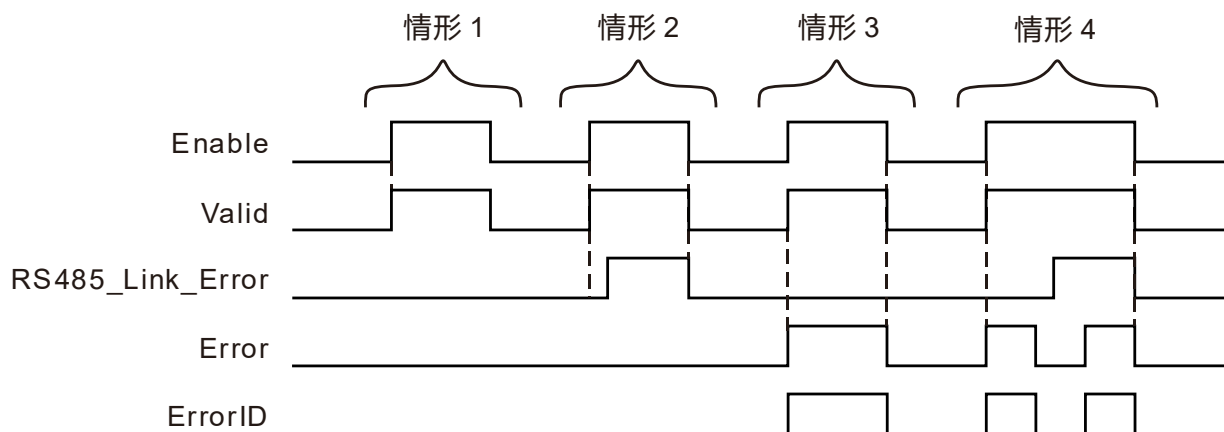 情形 1 情形 2 情形 3 情形 4
Enable
Valid
RS485_Link_Error
Error
ErrorID